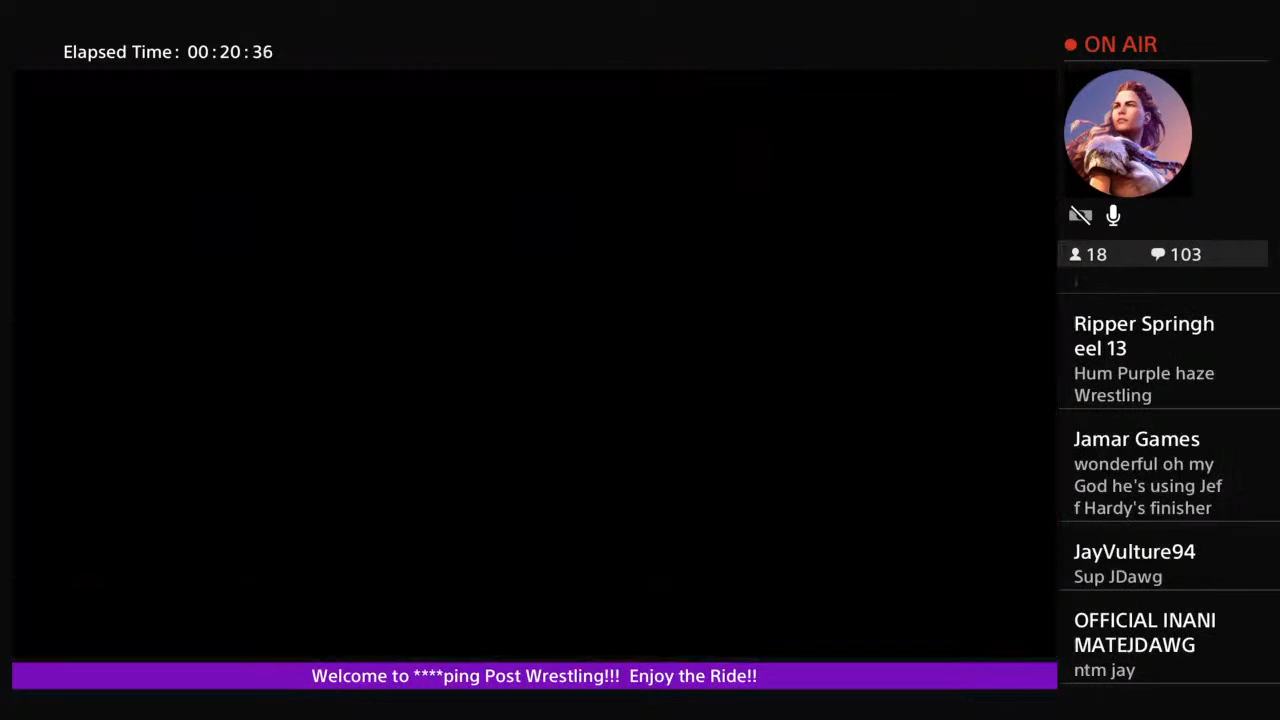 Elapsed Time: 00:20:36
ON AIR
18 103
Ripper Springh
eel 13
Hum Purple haze
Wrestling
Jamar Games
wonderful oh my
God he's using Jef
f Hardy's finisher
JayVulture94
Sup JDawg
OFFICIAL INANI
MATEJDAWG
ntm jay
Welcome to ****ping Post Wrestling!!! Enjoy the Ride!!